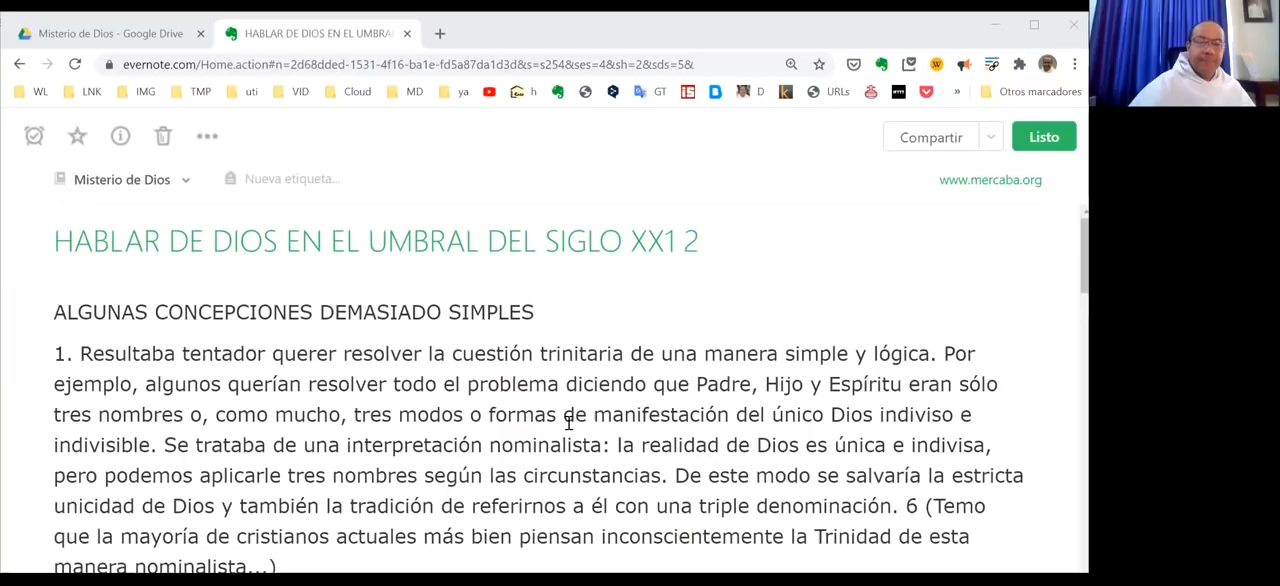 Misterio de Dios - Google Drive
HABLAR DE DIOS EN EL UMBRA
evernote.com/Home.action#n=2d68dded-1531-4f16-ba1e-fd5a87da1d3d&s=s254&ses=4&sh=2&sds=5&
WL LNK IMG TMP uti VID Cloud MD ya h GT D URLs » Otros marcadores
Compartir Listo
Misterio de Dios Nueva etiqueta... www.mercaba.org
HABLAR DE DIOS EN EL UMBRAL DEL SIGLO XX1 2
ALGUNAS CONCEPCIONES DEMASIADO SIMPLES
1. Resultaba tentador querer resolver la cuestión trinitaria de una manera simple y lógica. Por
ejemplo, algunos querían resolver todo el problema diciendo que Padre, Hijo y Espíritu eran sólo
tres nombres o, como mucho, tres modos o formas de manifestación del único Dios indiviso e
indivisible. Se trataba de una interpretación nominalista: la realidad de Dios es única e indivisa,
pero podemos aplicarle tres nombres según las circunstancias. De este modo se salvaría la estricta
unicidad de Dios y también la tradición de referirnos a él con una triple denominación. 6 (Temo
que la mayoría de cristianos actuales más bien piensan inconscientemente la Trinidad de esta
manera nominalista...)